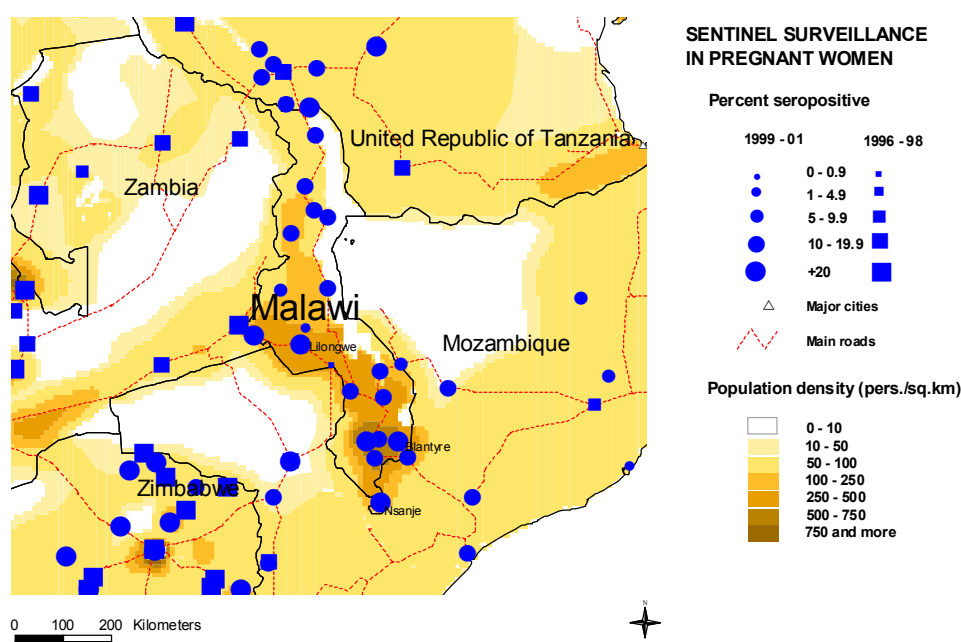 United Republic of Tanzania
Zambia
Malawi
Lilongwe
Mozambique
Blantyre
Zimbabwe
Nsanje
0 100 200 Kilometers
N
SENTINEL SURVEILLANCE
IN PREGNANT WOMEN
Percent seropositive
1999 - 01 1996 - 98
0 - 0.9
1 - 4.9
5 - 9.9
10 - 19.9
+20
Major cities
Main roads
Population density (pers./sq.km)
0 - 10
10 - 50
50 - 100
100 - 250
250 - 500
500 - 750
750 and more